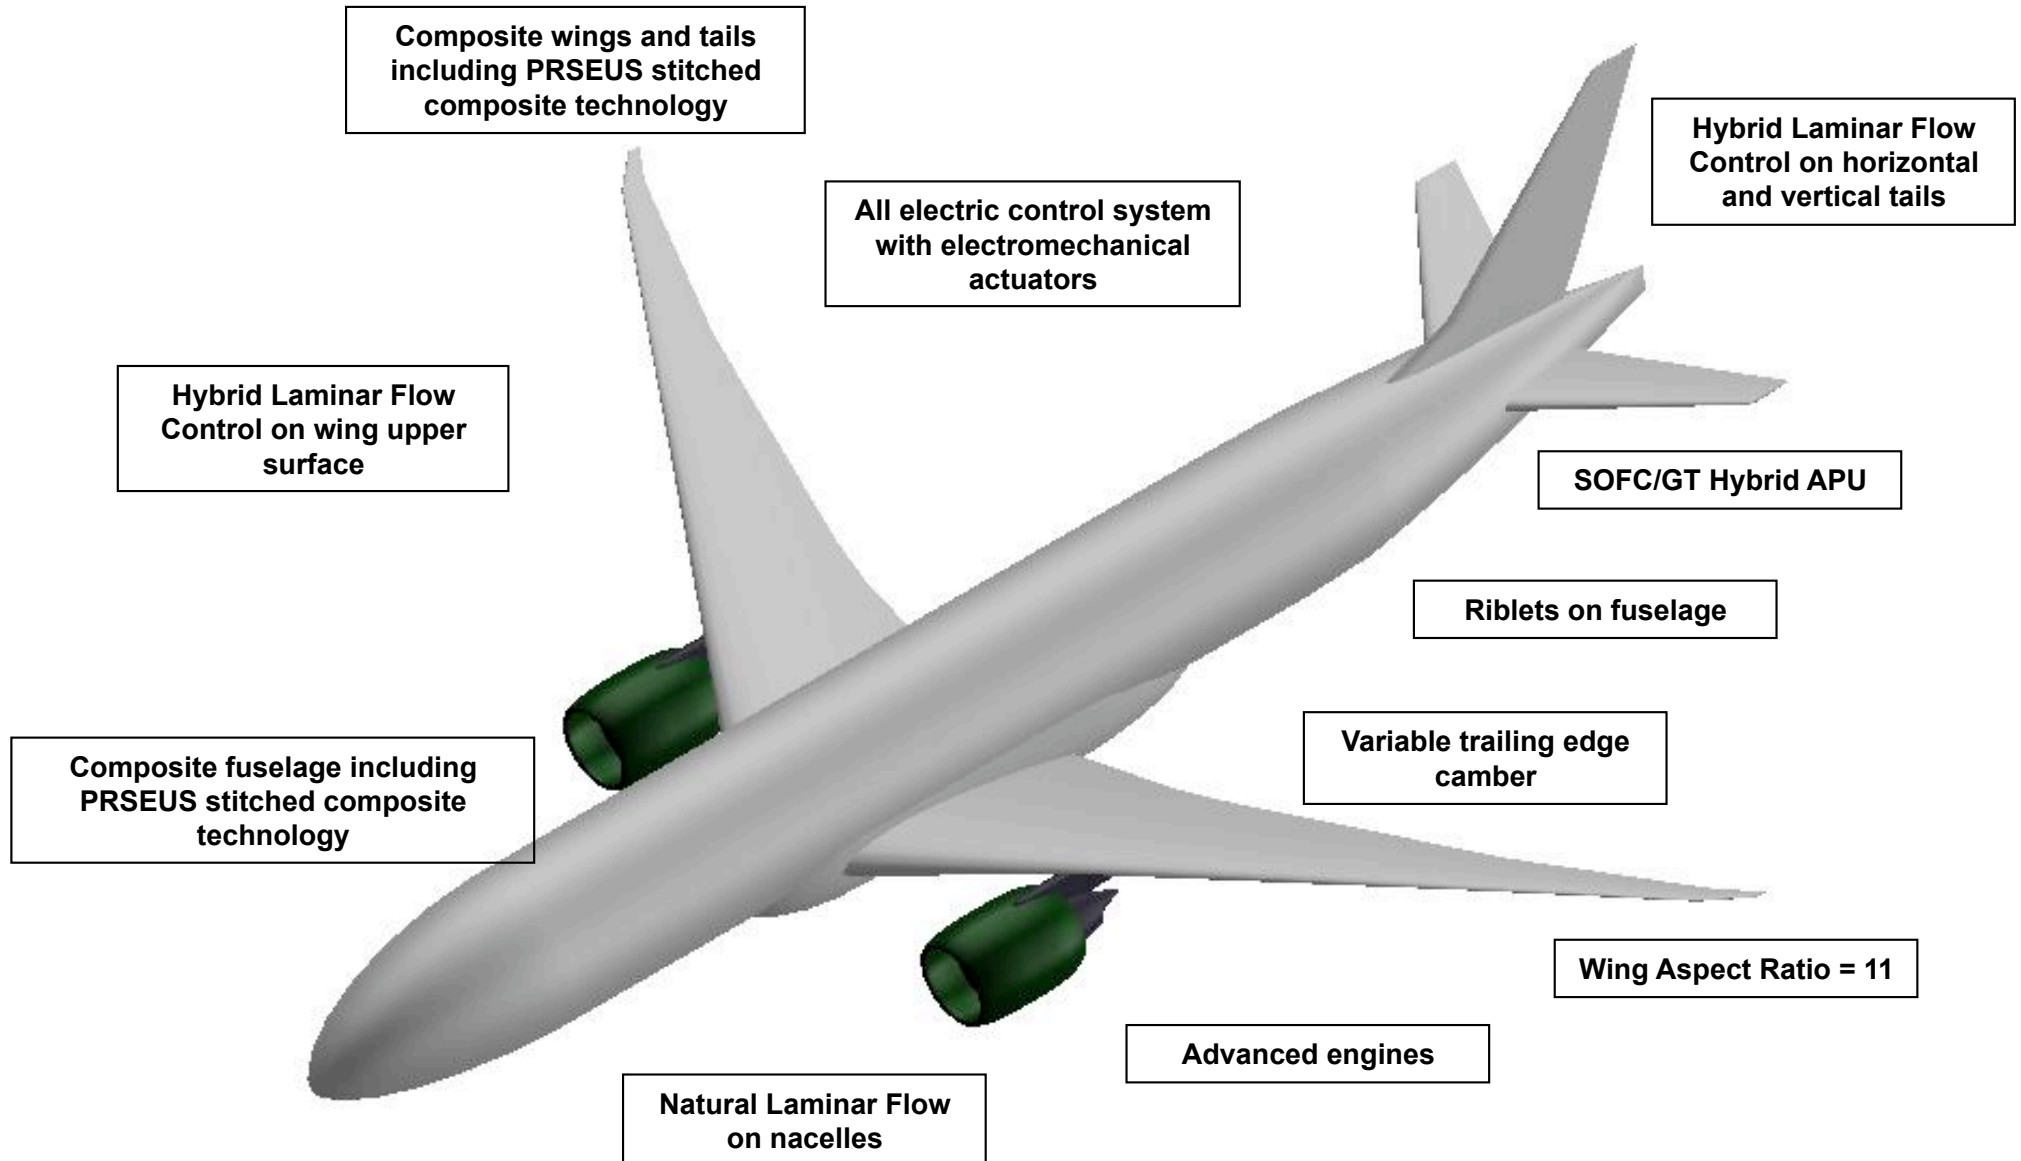 Composite wings and tails
including PRSEUS stitched
composite technology
Hybrid Laminar Flow
Control on horizontal
and vertical tails
All electric control system
with electromechanical
actuators
Hybrid Laminar Flow
Control on wing upper
surface
SOFC/GT Hybrid APU
Riblets on fuselage
Variable trailing edge
camber
Composite fuselage including
PRSEUS stitched composite
technology
Wing Aspect Ratio = 11
Advanced engines
Natural Laminar Flow
on nacelles